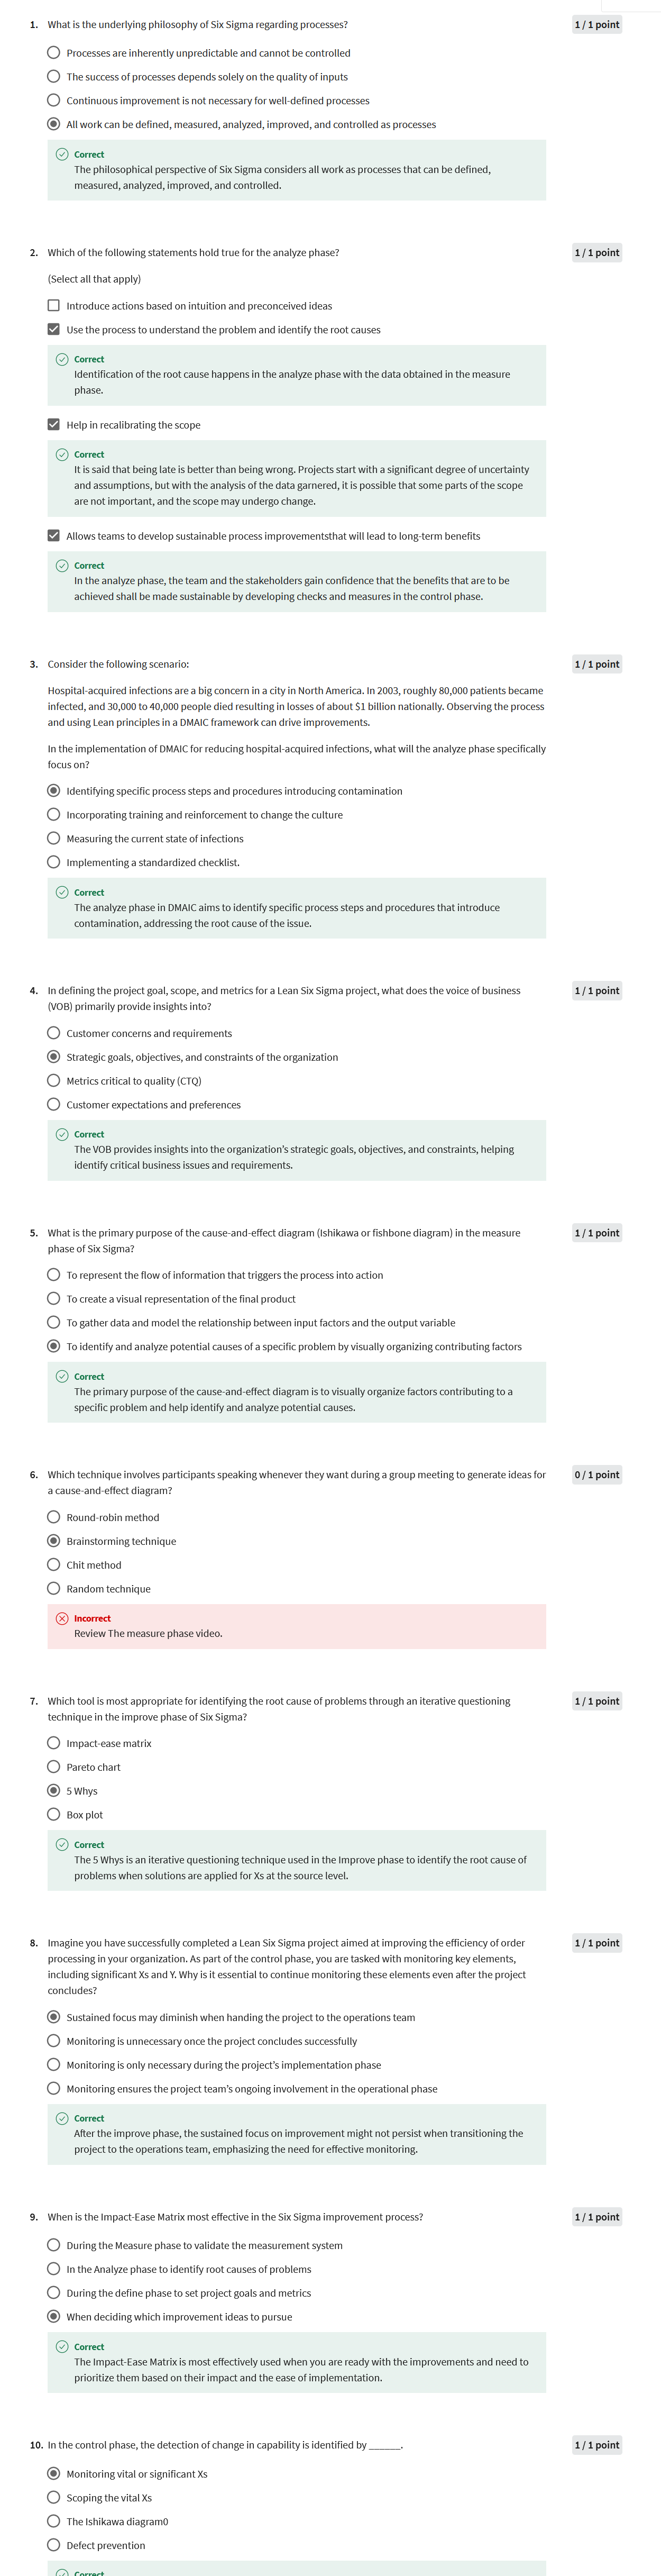 1. What is the underlying philosophy of Six Sigma regarding processes?
1 / 1 point
Processes are inherently unpredictable and cannot be controlled
The success of processes depends solely on the quality of inputs
Continuous improvement is not necessary for well-defined processes
All work can be defined, measured, analyzed, improved, and controlled as processes
Correct
The philosophical perspective of Six Sigma considers all work as processes that can be defined,
measured, analyzed, improved, and controlled.
2. Which of the following statements hold true for the analyze phase?
1 / 1 point
(Select all that apply)
Introduce actions based on intuition and preconceived ideas
Use the process to understand the problem and identify the root causes
Correct
Identification of the root cause happens in the analyze phase with the data obtained in the measure
phase.
Help in recalibrating the scope
Correct
It is said that being late is better than being wrong. Projects start with a significant degree of uncertainty
and assumptions, but with the analysis of the data garnered, it is possible that some parts of the scope
are not important, and the scope may undergo change.
Allows teams to develop sustainable process improvementsthat will lead to long-term benefits
Correct
In the analyze phase, the team and the stakeholders gain confidence that the benefits that are to be
achieved shall be made sustainable by developing checks and measures in the control phase.
3. Consider the following scenario:
1 / 1 point
Hospital-acquired infections are a big concern in a city in North America. In 2003, roughly 80,000 patients became
infected, and 30,000 to 40,000 people died resulting in losses of about $1 billion nationally. Observing the process
and using Lean principles in a DMAIC framework can drive improvements.
In the implementation of DMAIC for reducing hospital-acquired infections, what will the analyze phase specifically
focus on?
Identifying specific process steps and procedures introducing contamination
Incorporating training and reinforcement to change the culture
Measuring the current state of infections
Implementing a standardized checklist.
Correct
The analyze phase in DMAIC aims to identify specific process steps and procedures that introduce
contamination, addressing the root cause of the issue.
4. In defining the project goal, scope, and metrics for a Lean Six Sigma project, what does the voice of business
(VOB) primarily provide insights into?
1 / 1 point
Customer concerns and requirements
Strategic goals, objectives, and constraints of the organization
Metrics critical to quality (CTQ)
Customer expectations and preferences
Correct
The VOB provides insights into the organization's strategic goals, objectives, and constraints, helping
identify critical business issues and requirements.
5. What is the primary purpose of the cause-and-effect diagram (Ishikawa or fishbone diagram) in the measure
phase of Six Sigma?
1 / 1 point
To represent the flow of information that triggers the process into action
To create a visual representation of the final product
To gather data and model the relationship between input factors and the output variable
To identify and analyze potential causes of a specific problem by visually organizing contributing factors
Correct
The primary purpose of the cause-and-effect diagram is to visually organize factors contributing to a
specific problem and help identify and analyze potential causes.
6. Which technique involves participants speaking whenever they want during a group meeting to generate ideas for
a cause-and-effect diagram?
0 / 1 point
Round-robin method
Brainstorming technique
Chit method
Random technique
Incorrect
Review The measure phase video.
7. Which tool is most appropriate for identifying the root cause of problems through an iterative questioning
technique in the improve phase of Six Sigma?
1 / 1 point
Impact-ease matrix
Pareto chart
5 Whys
Box plot
Correct
The 5 Whys is an iterative questioning technique used in the Improve phase to identify the root cause of
problems when solutions are applied for Xs at the source level.
8. Imagine you have successfully completed a Lean Six Sigma project aimed at improving the efficiency of order
processing in your organization. As part of the control phase, you are tasked with monitoring key elements,
including significant Xs and Y. Why is it essential to continue monitoring these elements even after the project
concludes?
1 / 1 point
Sustained focus may diminish when handing the project to the operations team
Monitoring is unnecessary once the project concludes successfully
Monitoring is only necessary during the project's implementation phase
Monitoring ensures the project team's ongoing involvement in the operational phase
Correct
After the improve phase, the sustained focus on improvement might not persist when transitioning the
project to the operations team, emphasizing the need for effective monitoring.
9. When is the Impact-Ease Matrix most effective in the Six Sigma improvement process?
1 / 1 point
During the Measure phase to validate the measurement system
In the Analyze phase to identify root causes of problems
During the define phase to set project goals and metrics
When deciding which improvement ideas to pursue
Correct
The Impact-Ease Matrix is most effectively used when you are ready with the improvements and need to
prioritize them based on their impact and the ease of implementation.
10. In the control phase, the detection of change in capability is identified by ______.
1 / 1 point
Monitoring vital or significant Xs
Scoping the vital Xs
The Ishikawa diagram0
Defect prevention
Correct